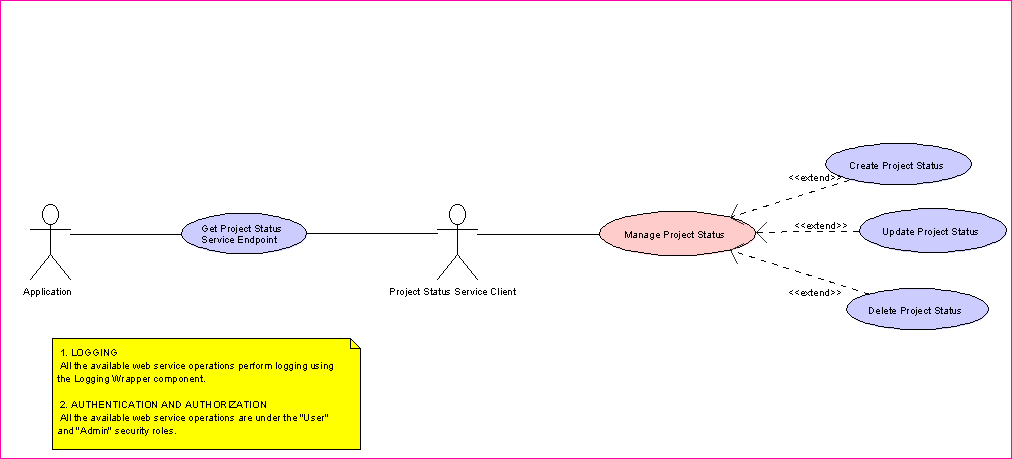 Create Project Status
<<extend>>
Get Project Status
Service Endpoint
Manage Project Status
<<extend>>
Update Project Status
Application
Project Status Service Client
<<extend>>
Delete Project Status
1. LOGGING
All the available web service operations perform logging using
the Logging Wrapper component.
2. AUTHENTICATION AND AUTHORIZATION
All the available web service operations are under the "User"
and "Admin" security roles.